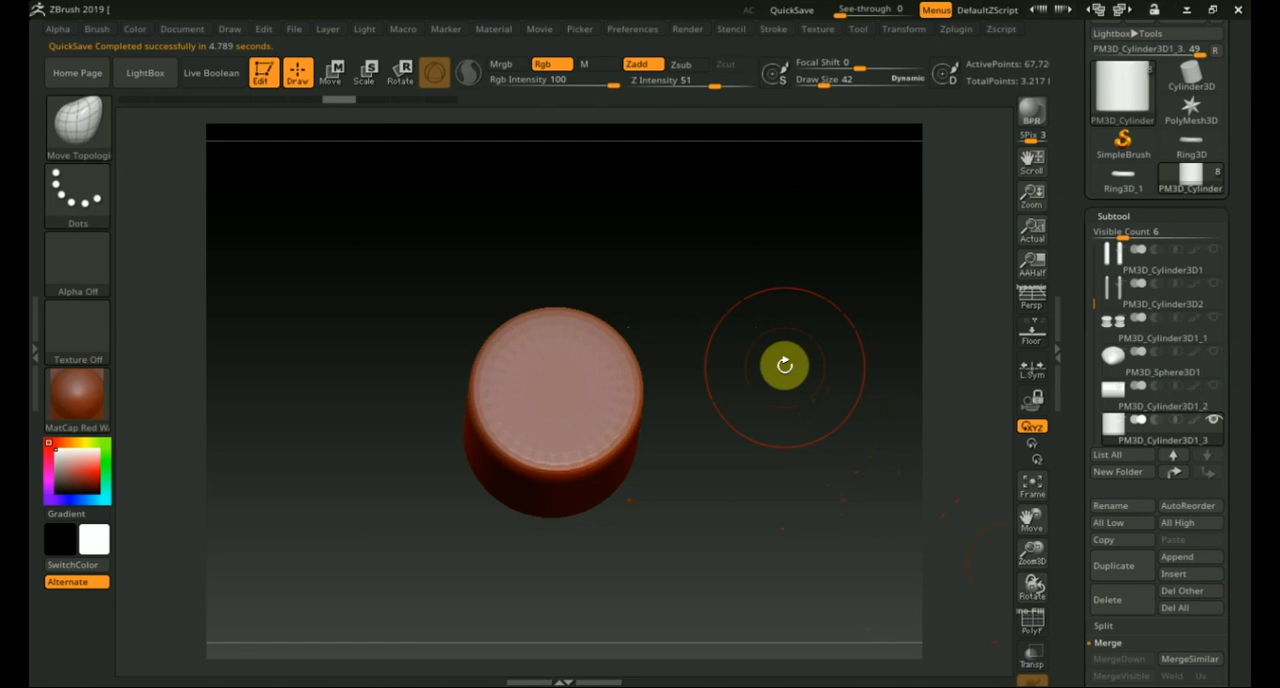 ZBrush 2019 [
AC QuickSave See-through 0 Menus DefaultZScript
Alpha Brush Color Document Draw Edit File Layer Light Macro Marker Material Movie Picker Preferences Render Stencil Stroke Texture Tool Transform Zplugin Zscript
QuickSave Completed successfully in 4.789 seconds.
Home Page LightBox Live Boolean Edit Draw Move Scale Rotate
Mrgb Rgb M Zadd Zsub Zcut
Rgb Intensity 100 Z Intensity 51
Focal Shift 0
Draw Size 42 Dynamic
S D
ActivePoints: 67,72
TotalPoints: 3.217
Move Topologi
Dots
Alpha Off
Texture Off
MatCap Red W
Gradient
SwitchColor
Alternate
BPR
SPix 3
Scroll
Zoom
Actual
AAHalf
Dynamic
Persp
Floor
L.Sym
XYZ
Frame
Move
Zoom3D
Rotate
Line Fill
PolyF
Transp
Lightbox▶Tools
PM3D_Cylinder3D1_3. 49 R
PM3D_Cylinder
Cylinder3D
PolyMesh3D
SimpleBrush
Ring3D
Ring3D_1
8
PM3D_Cylinder
Subtool
Visible Count 6
PM3D_Cylinder3D1
PM3D_Cylinder3D2
PM3D_Cylinder3D1_1
PM3D_Sphere3D1
PM3D_Cylinder3D1_2
PM3D_Cylinder3D1_3
List All
New Folder
Rename AutoReorder
All Low All High
Copy Paste
Duplicate Append
Insert
Delete Del Other
Del All
Split
Merge
MergeDown MergeSimilar
MergeVisible Weld Uv